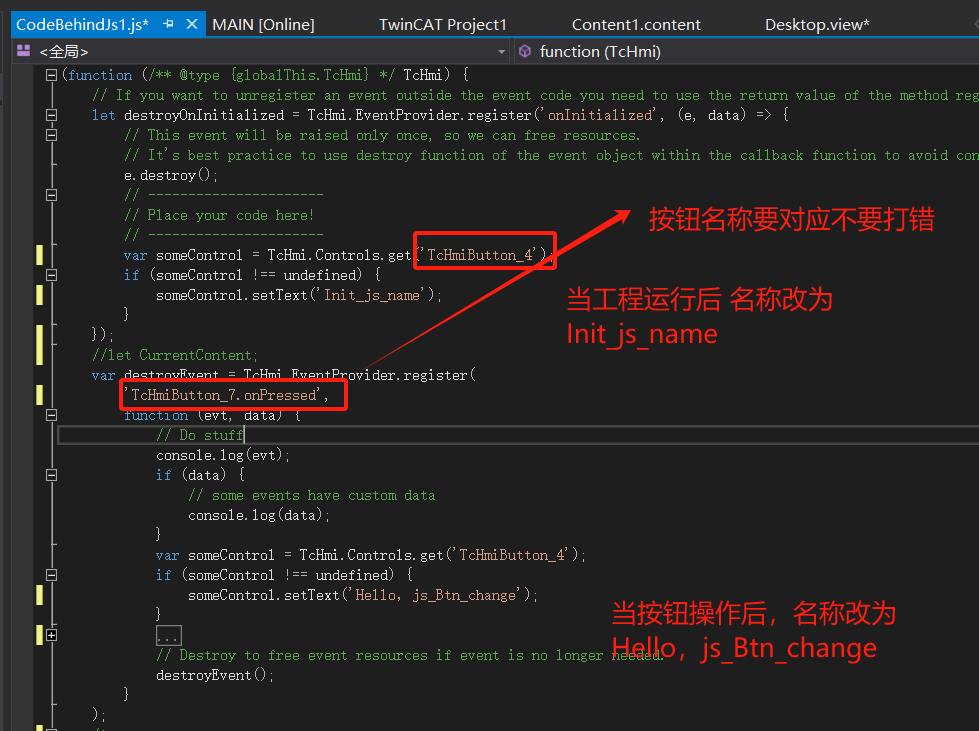 CodeBehindJs1.js* MAIN [Online] TwinCAT Project1 Content1.content Desktop.view*
<全局> function (TcHmi)
(function (/** @type {globalThis.TcHmi} */ TcHmi) {
// If you want to unregister an event outside the event code you need to use the return value of the method reg
let destroyOnInitialized = TcHmi.EventProvider.register('onInitialized', (e, data) => {
// This event will be raised only once, so we can free resources.
// It's best practice to use destroy function of the event object within the callback function to avoid con
e.destroy();
// ----------------------
// Place your code here!
// ----------------------
按钮名称要对应不要打错
var someControl = TcHmi.Controls.get('TcHmiButton_4');
if (someControl !== undefined) {
someControl.setText('Init_js_name');
}
当工程运行后 名称改为
Init_js_name
});
//let CurrentContent;
var destroyEvent = TcHmi.EventProvider.register(
'TcHmiButton_7.onPressed',
function (evt, data) {
// Do stuff
console.log(evt);
if (data) {
// some events have custom data
console.log(data);
}
var someControl = TcHmi.Controls.get('TcHmiButton_4');
if (someControl !== undefined) {
someControl.setText('Hello, js_Btn_change');
}
当按钮操作后，名称改为
Hello，js_Btn_change
...
// Destroy to free event resources if event is no longer needed.
destroyEvent();
}
);